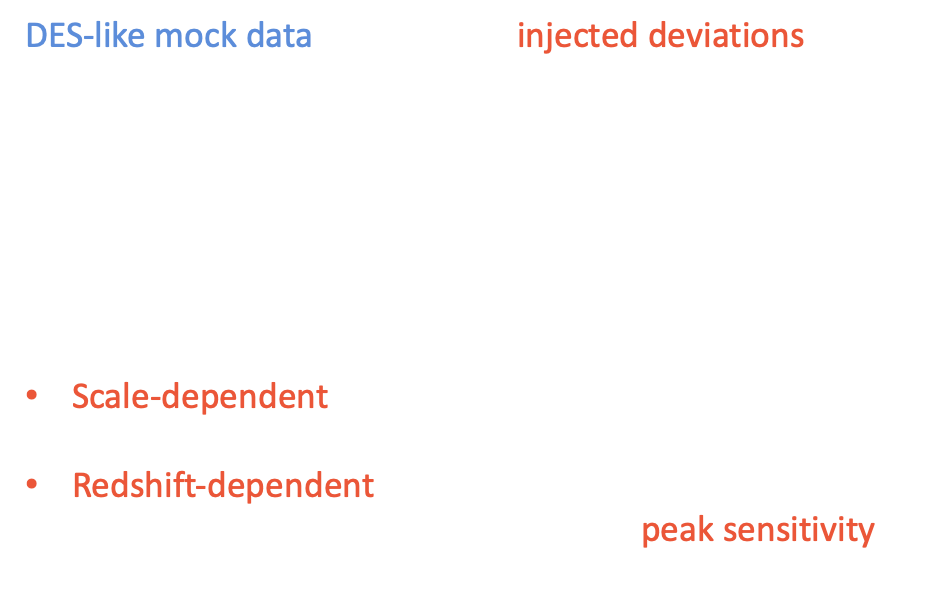 DES-like mock data injected deviations
• Scale-dependent
• Redshift-dependent
peak sensitivity